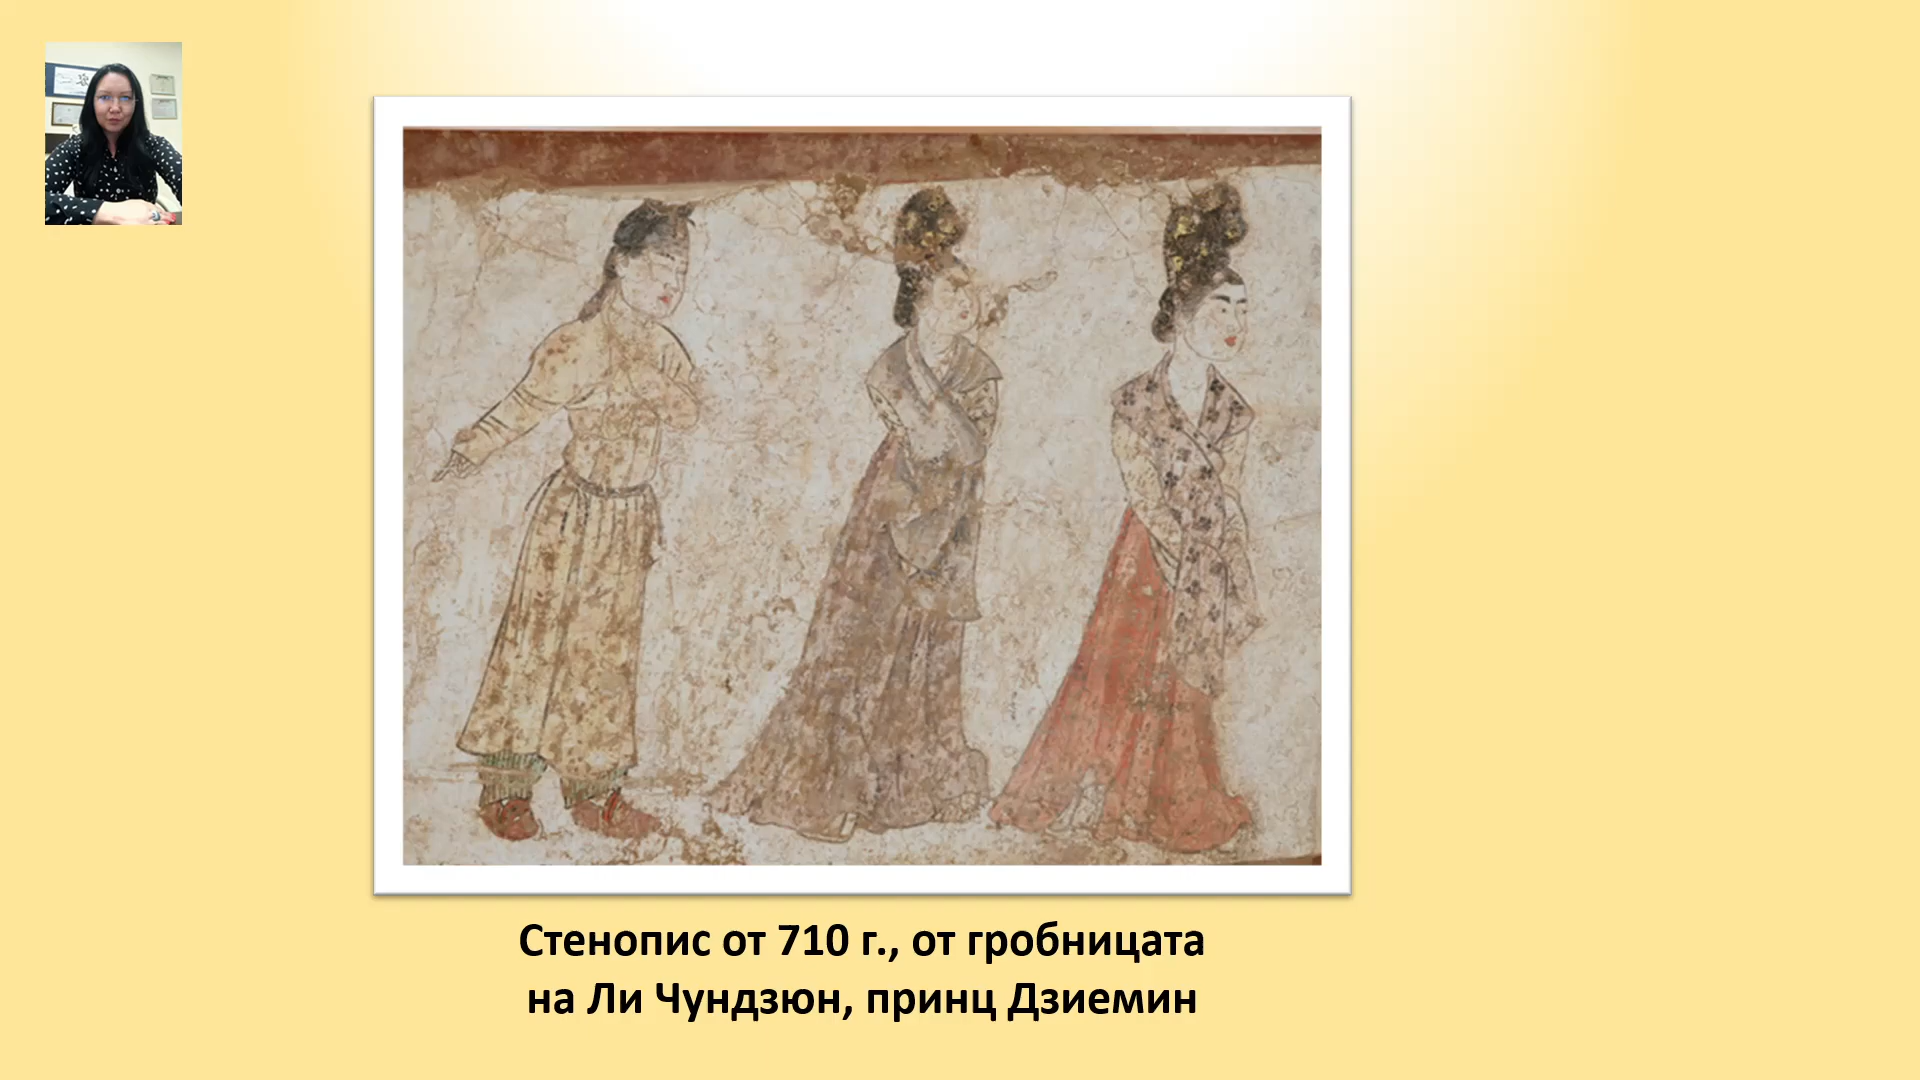 Стенопис от 710 г., от гробницата
на Ли Чундзюн, принц Дзиемин